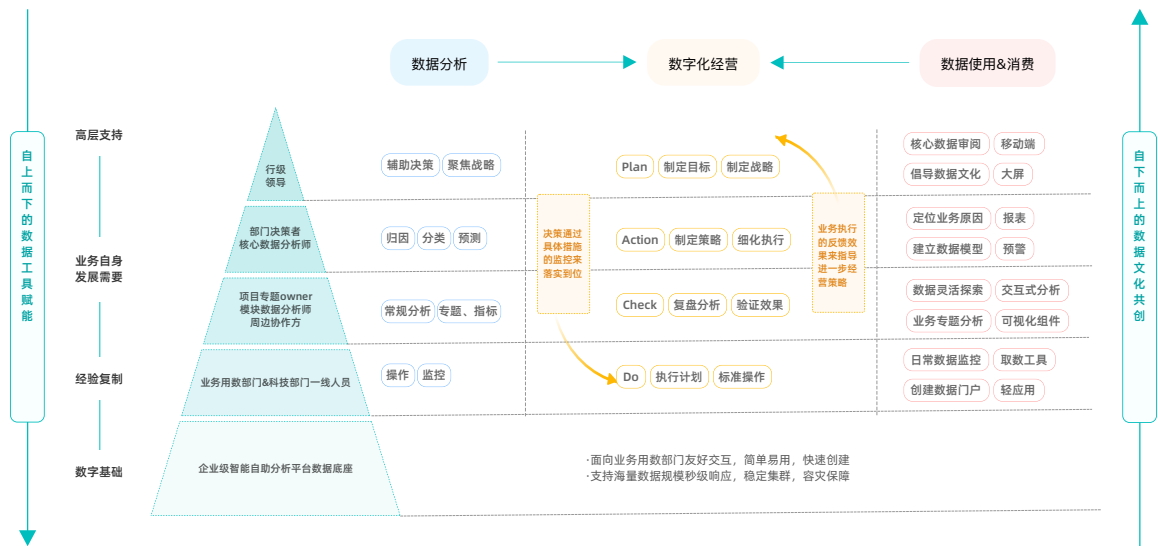 数据分析
数字化经营
数据使用&消费
自上而下的数据工具赋能
高层支持
业务自身
发展需要
经验复制
数字基础
行级
领导
辅助决策
聚焦战略
Plan
制定目标
制定战略
核心数据审阅
移动端
倡导数据文化
大屏
部门决策者
核心数据分析师
归因
分类
预测
决策通过
具体措施
的监控来
落实到位
Action
制定策略
细化执行
业务执行
的反馈效
果来指导
进一步经
营策略
定位业务原因
报表
建立数据模型
预警
项目专题owner
模块数据分析师
周边协作方
常规分析
专题、指标
Check
复盘分析
验证效果
数据灵活探索
交互式分析
业务专题分析
可视化组件
业务用数部门&科技部门一线人员
操作
监控
Do
执行计划
标准操作
日常数据监控
取数工具
创建数据门户
轻应用
企业级智能自助分析平台数据底座
·面向业务用数部门友好交互，简单易用，快速创建
·支持海量数据规模秒级响应，稳定集群，容灾保障
自下而上的数据文化共创